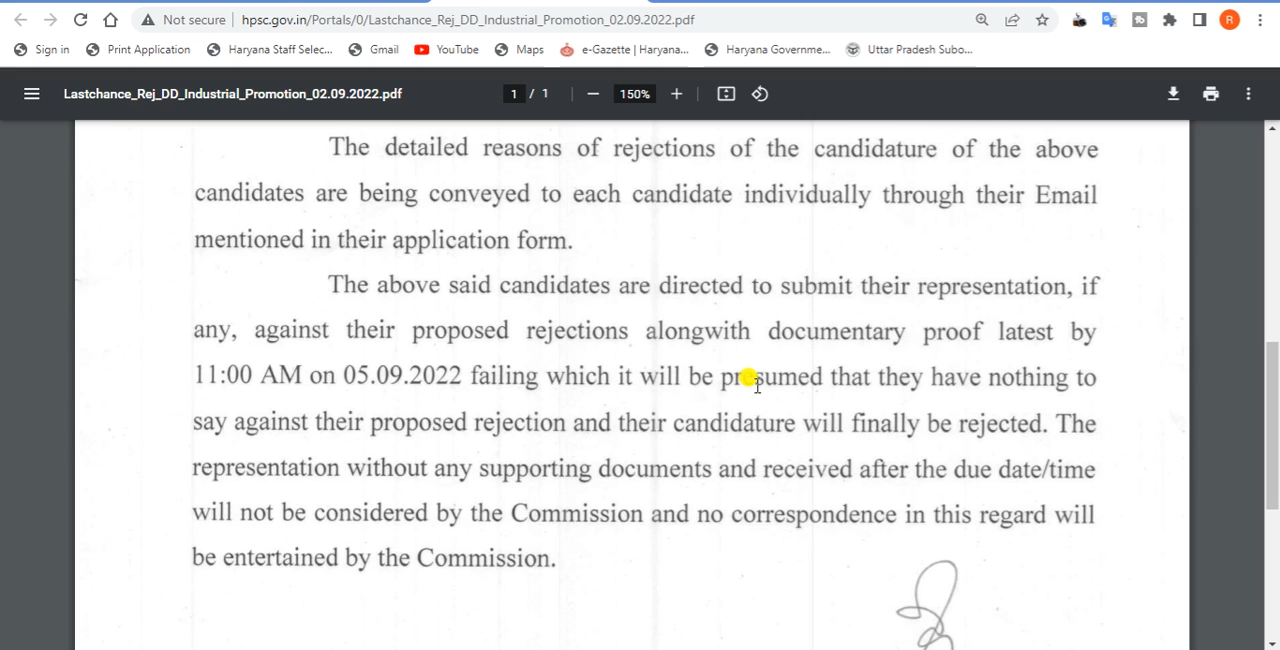 Not secure | hpsc.gov.in/Portals/0/Lastchance_Rej_DD_Industrial_Promotion_02.09.2022.pdf R
Sign in Print Application Haryana Staff Selec... Gmail YouTube Maps e-Gazette | Haryana... Haryana Governme... Uttar Pradesh Subo...
Lastchance_Rej_DD_Industrial_Promotion_02.09.2022.pdf 1 / 1 150%
The detailed reasons of rejections of the candidature of the above
candidates are being conveyed to each candidate individually through their Email
mentioned in their application form.
The above said candidates are directed to submit their representation, if
any, against their proposed rejections alongwith documentary proof latest by
11:00 AM on 05.09.2022 failing which it will be presumed that they have nothing to
say against their proposed rejection and their candidature will finally be rejected. The
representation without any supporting documents and received after the due date/time
will not be considered by the Commission and no correspondence in this regard will
be entertained by the Commission.